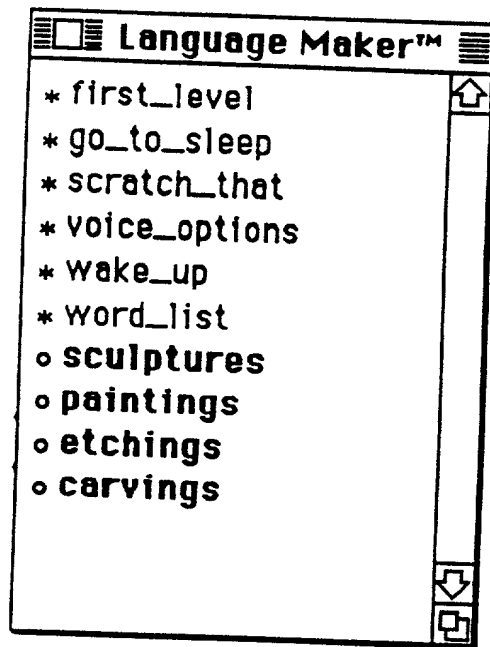 Language Maker™
* first_level
* go_to_sleep
* scratch_that
* voice_options
* wake_up
* word_list
o sculptures
o paintings
o etchings
o carvings